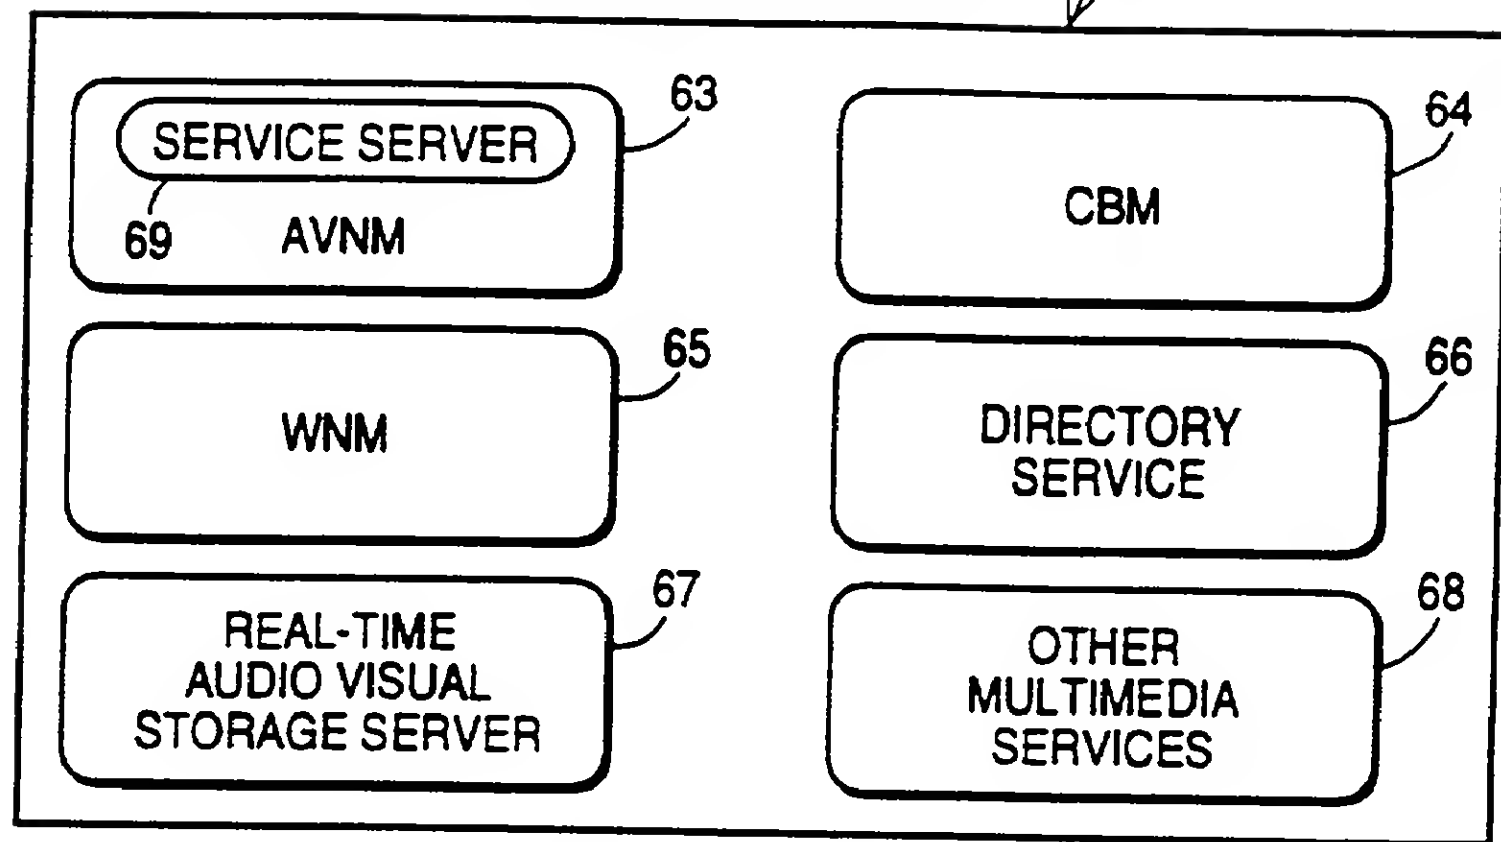 SERVICE SERVER
63
69
AVNM
64
CBM
65
WNM
66
DIRECTORY
SERVICE
67
REAL-TIME
AUDIO VISUAL
STORAGE SERVER
68
OTHER
MULTIMEDIA
SERVICES